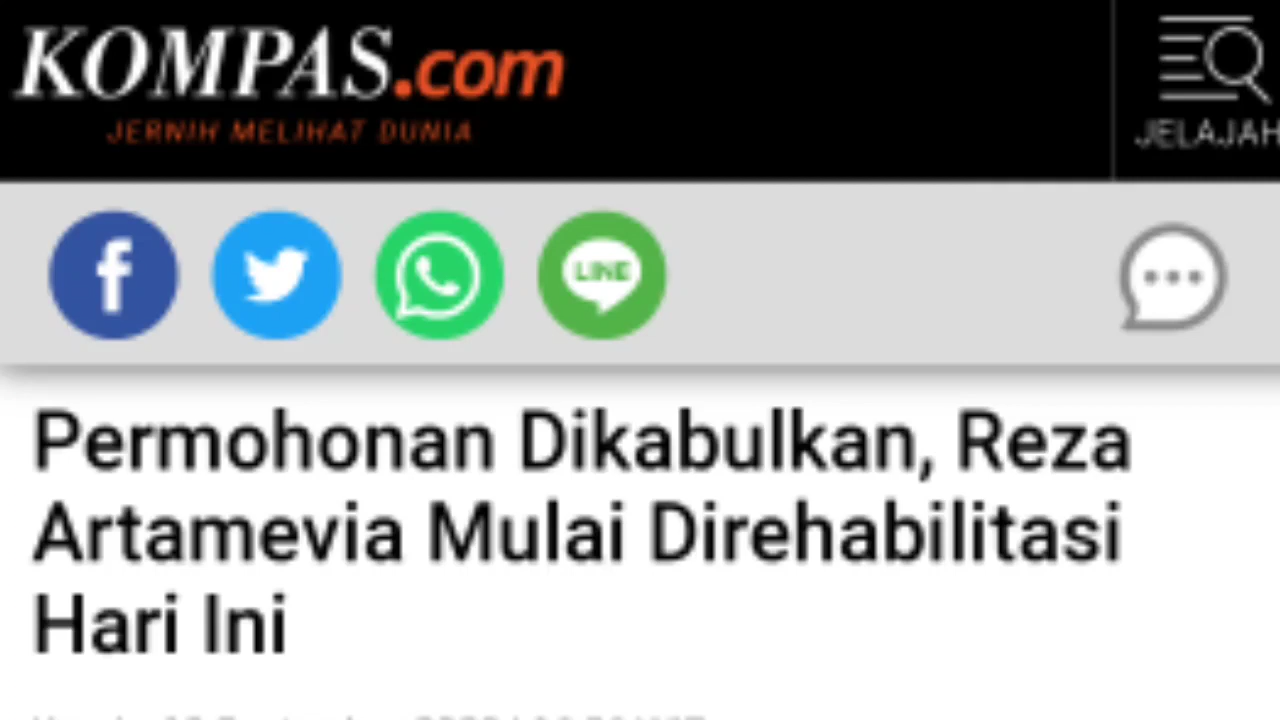 KOMPAS.com
JERNIH MELIHAT DUNIA
JELAJAH
LINE
Permohonan Dikabulkan, Reza
Artamevia Mulai Direhabilitasi
Hari Ini